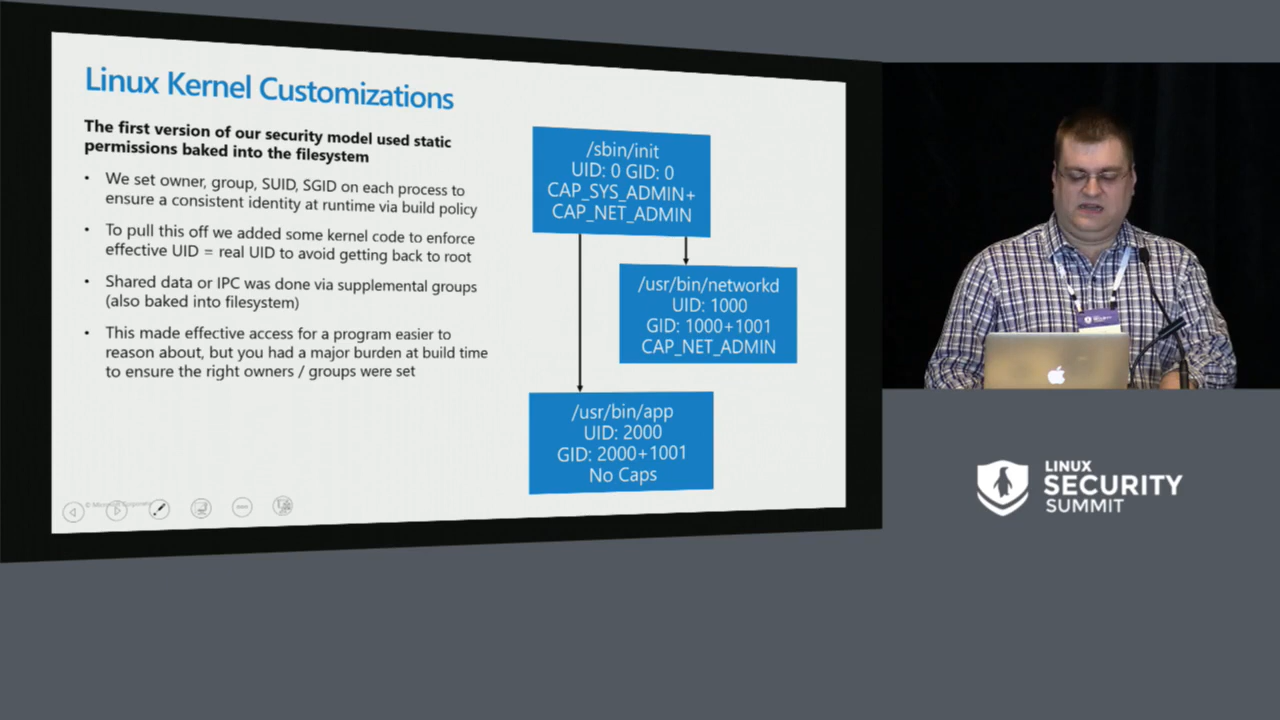 Linux Kernel Customizations
The first version of our security model used static
permissions baked into the filesystem
• We set owner, group, SUID, SGID on each process to
ensure a consistent identity at runtime via build policy
• To pull this off we added some kernel code to enforce
effective UID = real UID to avoid getting back to root
• Shared data or IPC was done via supplemental groups
(also baked into filesystem)
• This made effective access for a program easier to
reason about, but you had a major burden at build time
to ensure the right owners / groups were set
/sbin/init
UID: 0 GID: 0
CAP_SYS_ADMIN+
CAP_NET_ADMIN
/usr/bin/networkd
UID: 1000
GID: 1000+1001
CAP_NET_ADMIN
/usr/bin/app
UID: 2000
GID: 2000+1001
No Caps
LINUX
SECURITY
SUMMIT